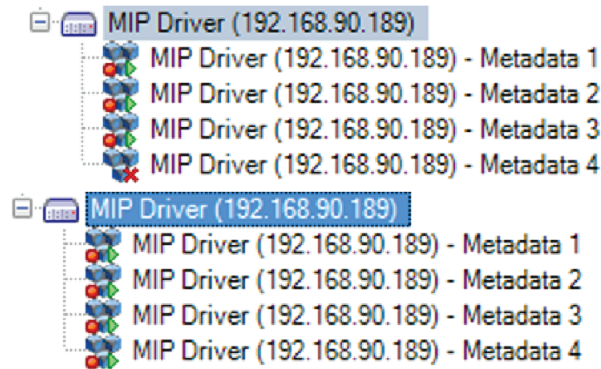 MIP Driver (192.168.90.189)
MIP Driver (192.168.90.189) - Metadata 1
MIP Driver (192.168.90.189) - Metadata 2
MIP Driver (192.168.90.189) - Metadata 3
MIP Driver (192.168.90.189) - Metadata 4
MIP Driver (192.168.90.189)
MIP Driver (192.168.90.189) - Metadata 1
MIP Driver (192.168.90.189) - Metadata 2
MIP Driver (192.168.90.189) - Metadata 3
MIP Driver (192.168.90.189) - Metadata 4